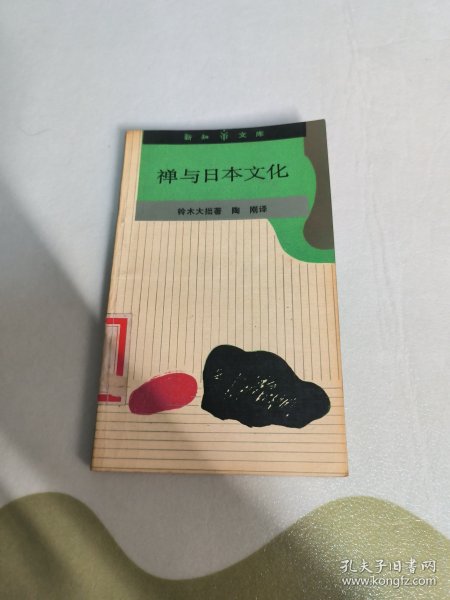 新知文库
禅与日本文化
铃木大拙著 陶 刚译
孔夫子旧书网
www.kongfz.com